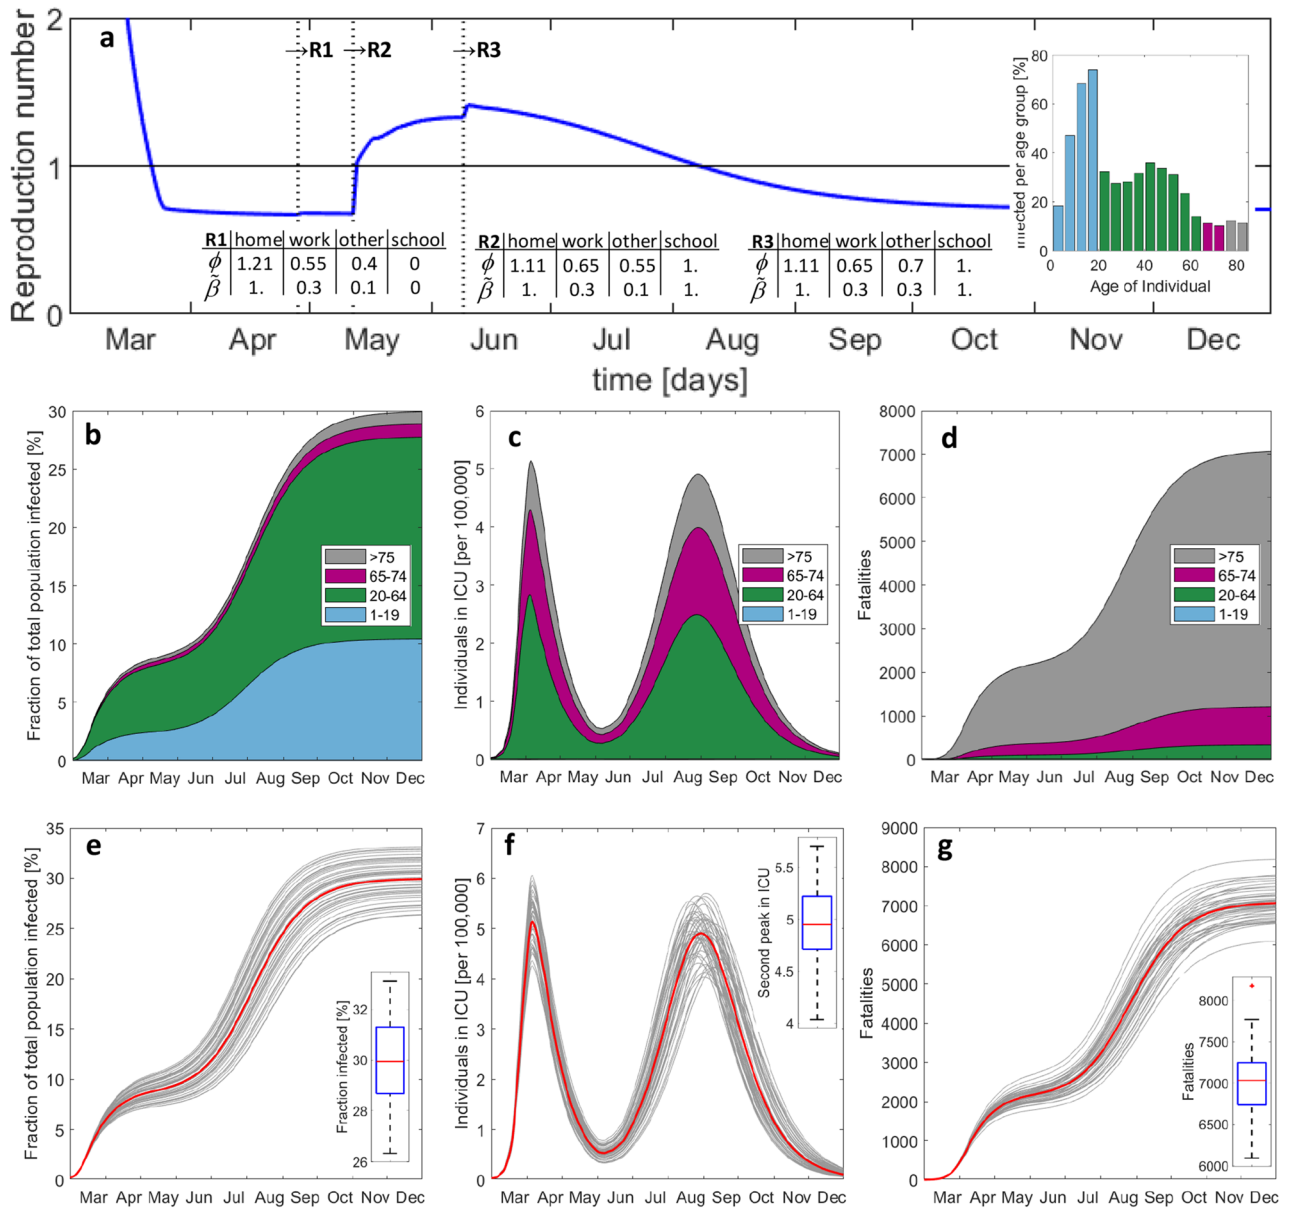 a
Reproduction number
2
1
0
→R1 →R2 →R3
R1 home work other school
ϕ 1.21 0.55 0.4 0
β̃ 1. 0.3 0.1 0
R2 home work other school
ϕ 1.11 0.65 0.55 1.
β̃ 1. 0.3 0.1 1.
R3 home work other school
ϕ 1.11 0.65 0.7 1.
β̃ 1. 0.3 0.3 1.
per age group [%]
80
60
40
20
0
0 20 40 60 80
Age of Individual
Mar Apr May Jun Jul Aug Sep Oct Nov Dec
time [days]
b
Fraction of total population infected [%]
30
25
20
15
10
5
0
>75
65-74
20-64
1-19
Mar Apr May Jun Jul Aug Sep Oct Nov Dec
c
Individuals in ICU [per 100,000]
6
5
4
3
2
1
0
>75
65-74
20-64
1-19
Mar Apr May Jun Jul Aug Sep Oct Nov Dec
d
Fatalities
8000
7000
6000
5000
4000
3000
2000
1000
0
>75
65-74
20-64
1-19
Mar Apr May Jun Jul Aug Sep Oct Nov Dec
e
Fraction of total population infected [%]
35
30
25
20
15
10
5
0
Fraction infected [%]
32
30
28
26
Mar Apr May Jun Jul Aug Sep Oct Nov Dec
f
Individuals in ICU [per 100,000]
7
6
5
4
3
2
1
0
Second peak in ICU
5.5
5
4.5
4
Mar Apr May Jun Jul Aug Sep Oct Nov Dec
g
Fatalities
9000
8000
7000
6000
5000
4000
3000
2000
1000
0
Fatalities
8000
7500
7000
6500
6000
Mar Apr May Jun Jul Aug Sep Oct Nov Dec